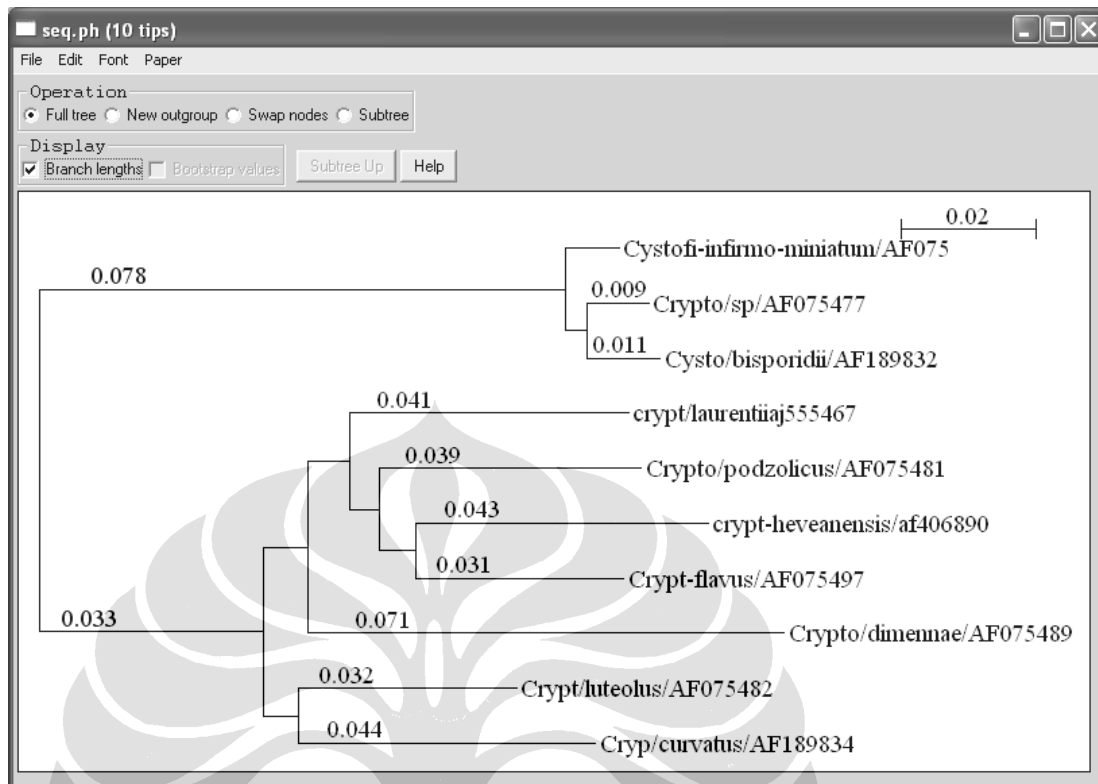 seq.ph (10 tips)
File Edit Font Paper
Operation
Full tree New outgroup Swap nodes Subtree
Display
Branch lengths Bootstrap values Subtree Up Help
0.02
Cystofi-infirmo-miniatum/AF075
0.078
0.009
Crypto/sp/AF075477
0.011
Cysto/bisporidii/AF189832
0.041
crypt/laurentiiaj555467
0.039
Crypto/podzolicus/AF075481
0.043
crypt-heveanensis/af406890
0.031
Crypt-flavus/AF075497
0.033
0.071
Crypto/dimennae/AF075489
0.032
Crypt/luteolus/AF075482
0.044
Cryp/curvatus/AF189834